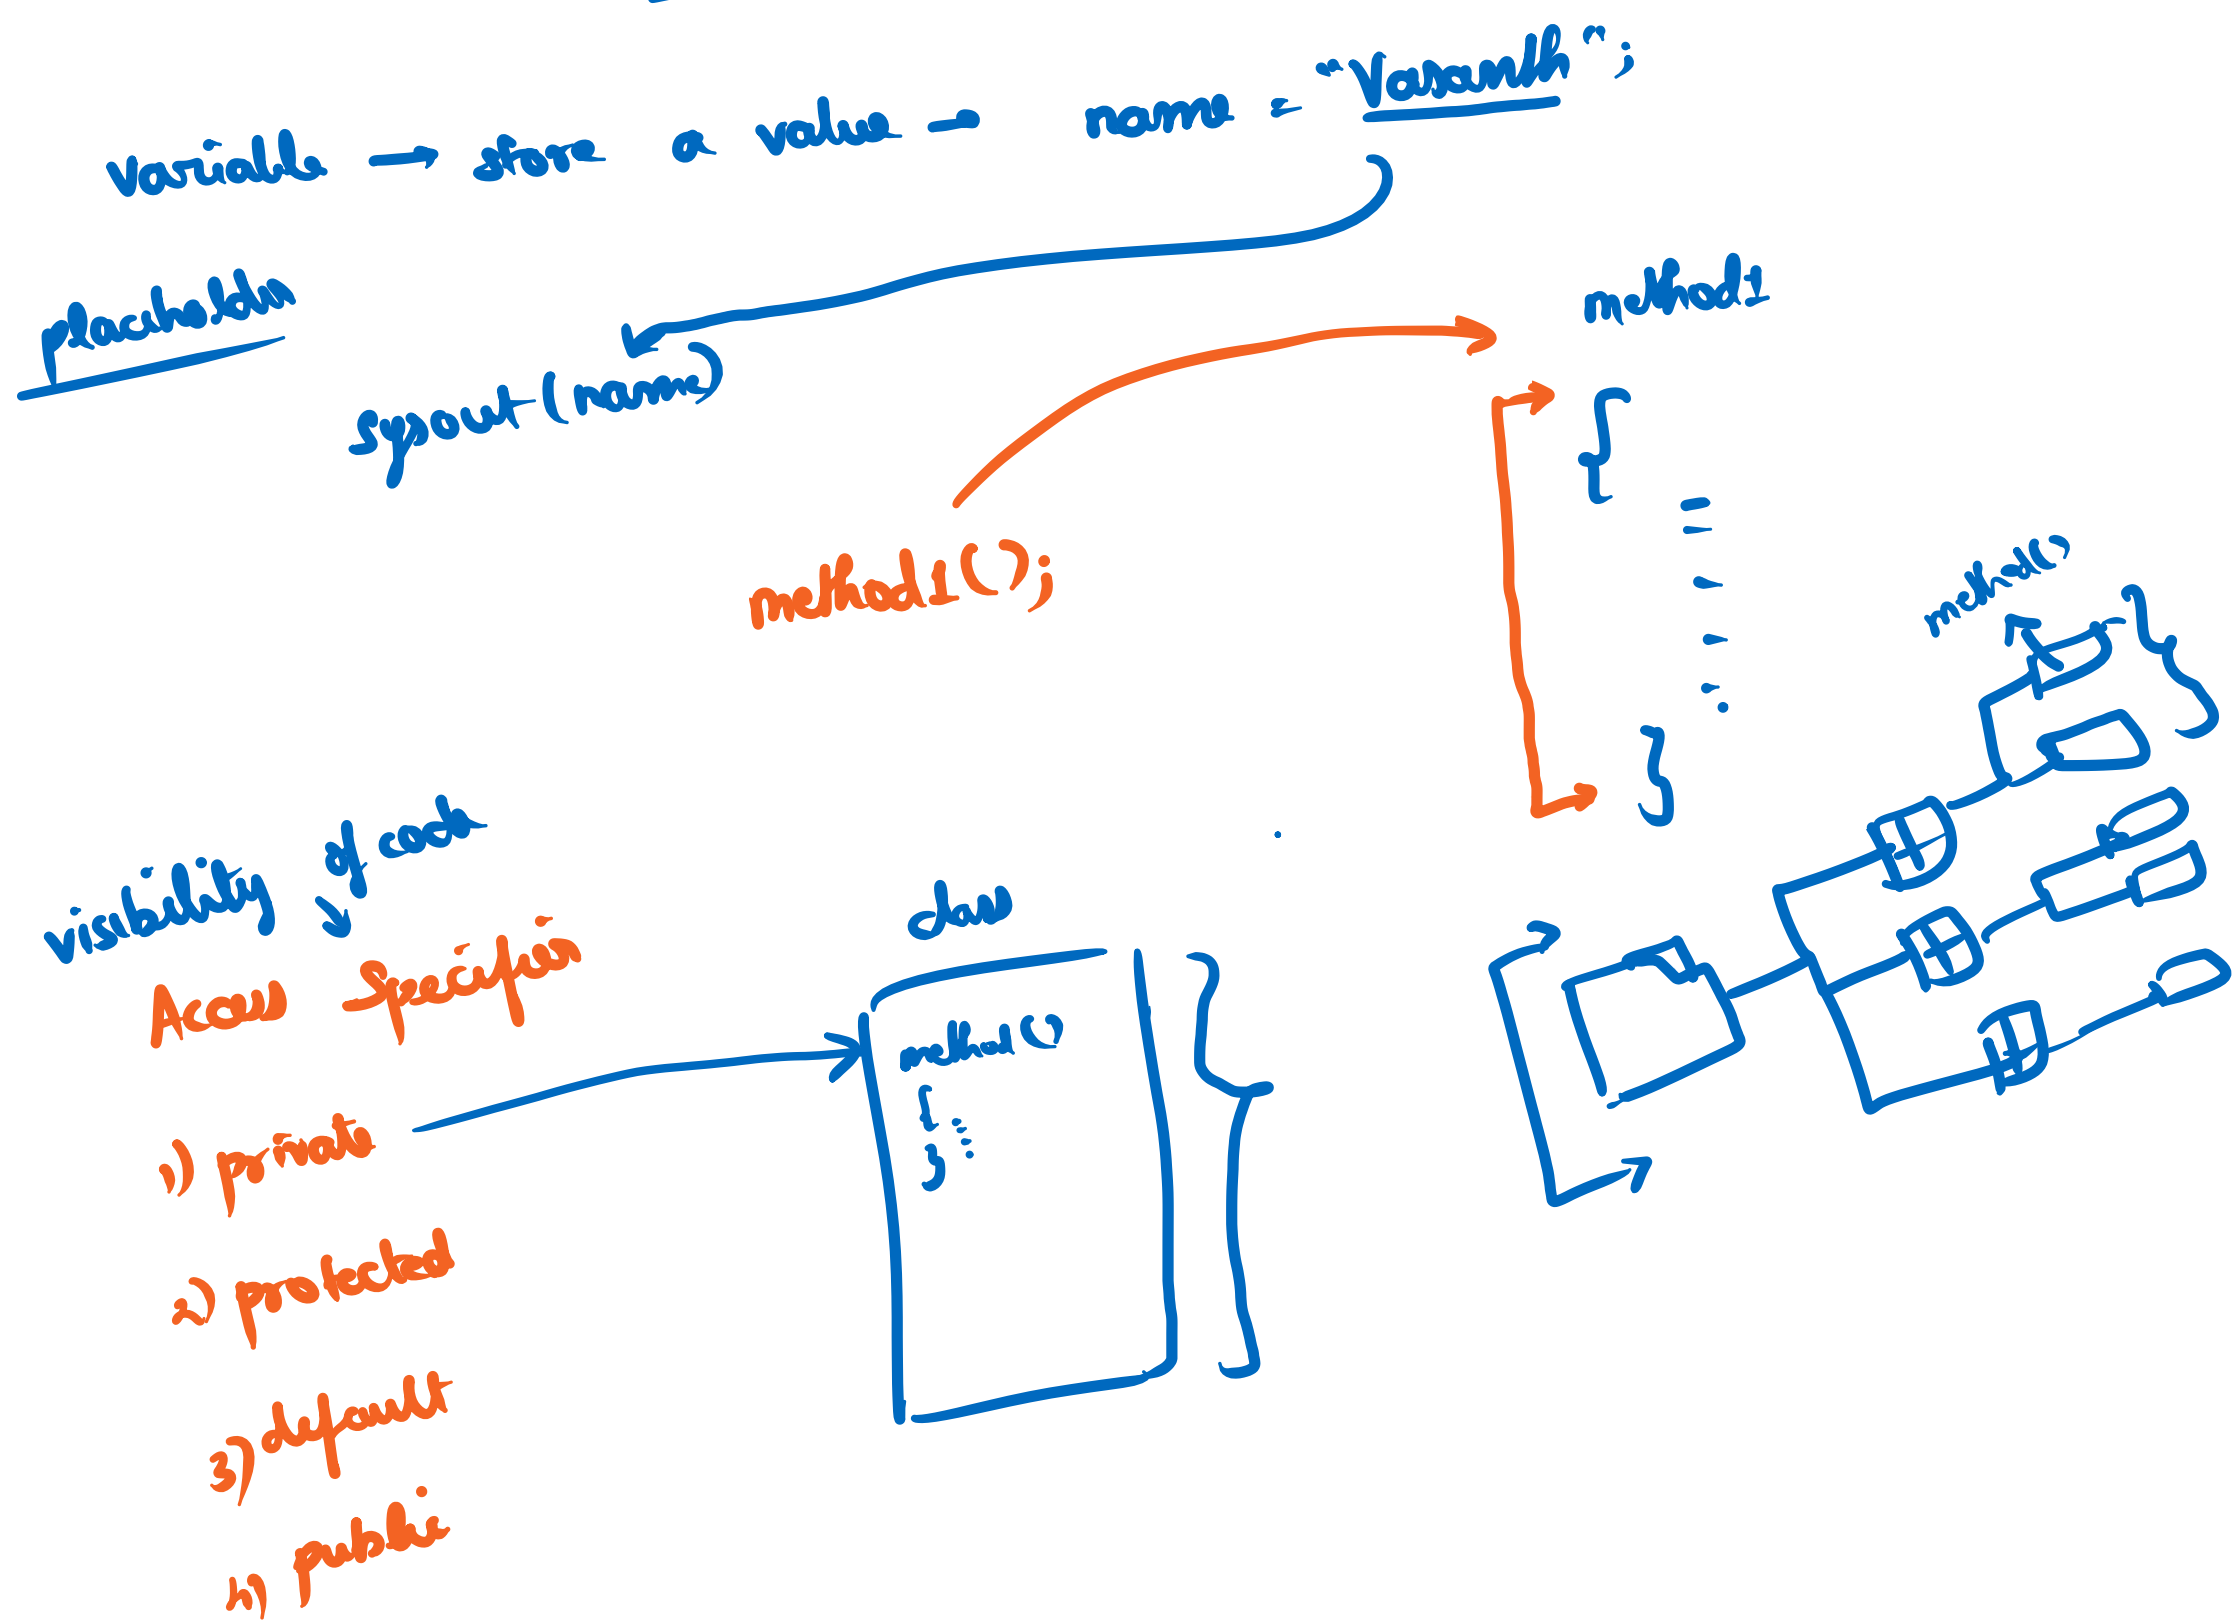 variable → store a value → name = "Vasanth";
placeholder
sysout(name)
method1
{
}
method1();
method()
visibility of code
Access Specifier
class
method()
{
}
1) private
2) protected
3) default
4) public